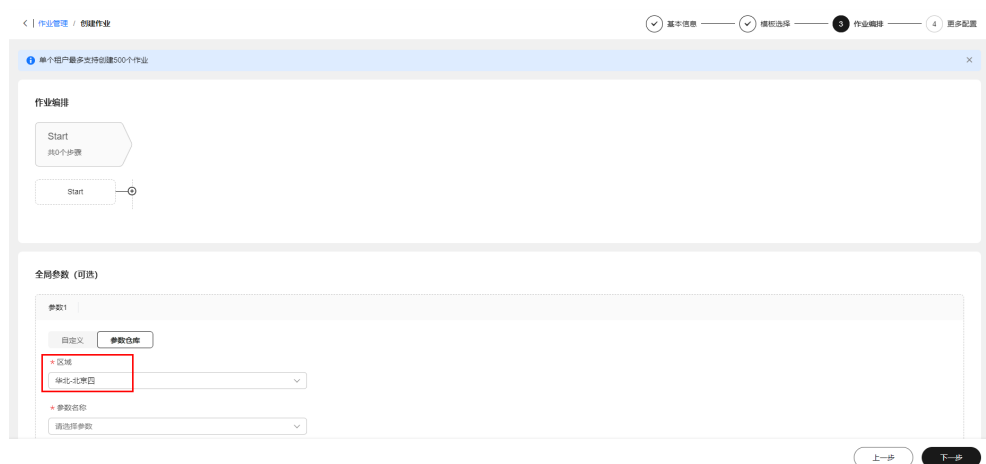 作业管理 / 创建作业
基本信息 模板选择 3 作业编排 4 更多配置
单个租户最多支持创建500个作业
作业编排
Start
共0个步骤
Start
全局参数（可选）
参数1
自定义 参数仓库
* 区域
华北-北京四
* 参数名称
请选择参数
上一步 下一步